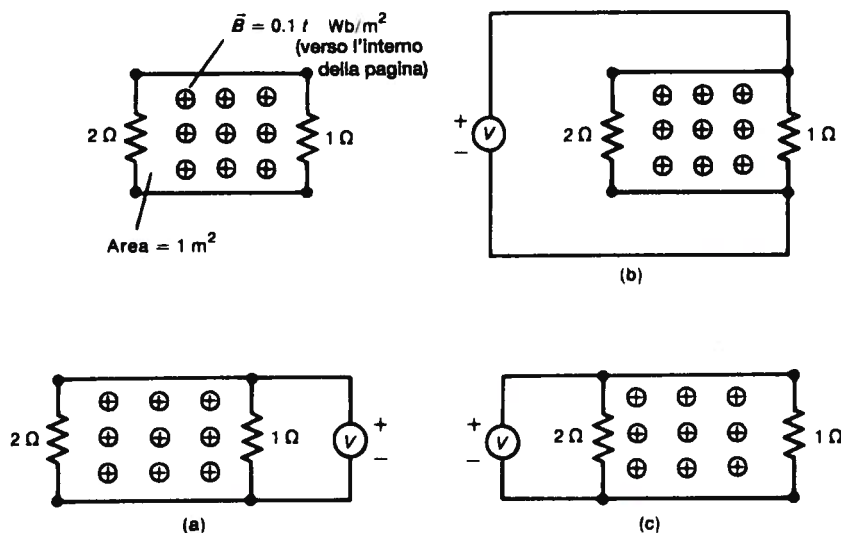 B⃗ = 0.1 t Wb/m²
(verso l'interno
della pagina)
2 Ω
1 Ω
Area = 1 m²
+
V
−
2 Ω
1 Ω
(b)
2 Ω
1 Ω
V
+
−
(a)
+
V
−
2 Ω
1 Ω
(c)